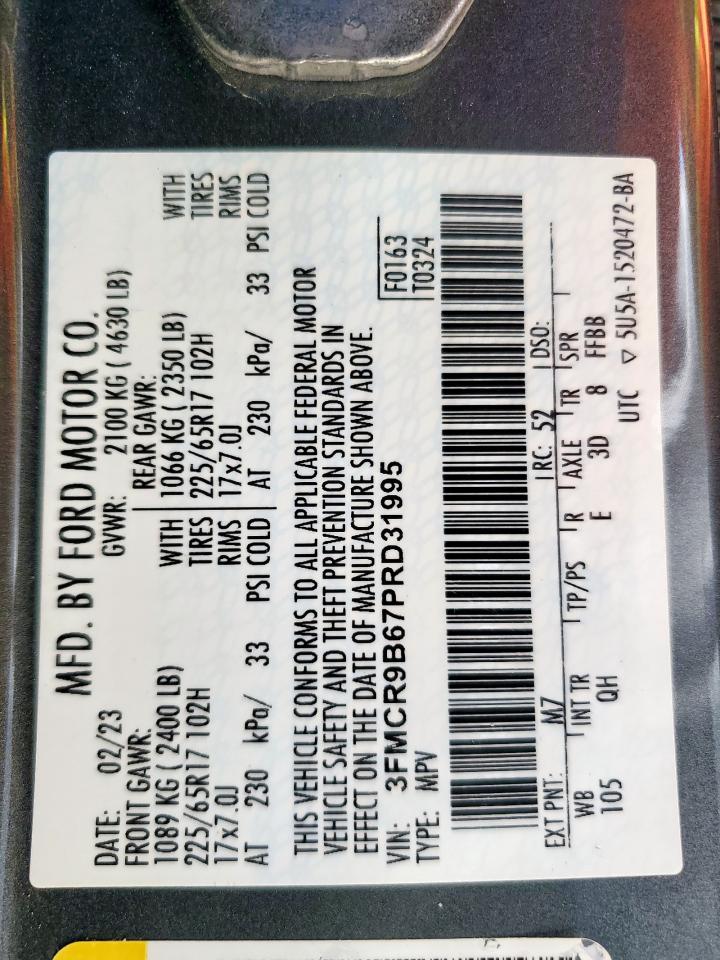 MFD. BY FORD MOTOR CO.
DATE: 02/23 GVWR: 2100 KG ( 4630 LB)
FRONT GAWR: REAR GAWR:
1089 KG ( 2400 LB) WITH 1066 KG ( 2350 LB) WITH
225/65R17 102H TIRES 225/65R17 102H TIRES
17x7.0J RIMS 17x7.0J RIMS
AT 230 kPa/ 33 PSI COLD AT 230 kPa/ 33 PSI COLD
THIS VEHICLE CONFORMS TO ALL APPLICABLE FEDERAL MOTOR
VEHICLE SAFETY AND THEFT PREVENTION STANDARDS IN
EFFECT ON THE DATE OF MANUFACTURE SHOWN ABOVE.
VIN: 3FMCR9B67PRD31995 F0163
TYPE: MPV T0324
EXT PNT: M7 RC: 52 DSO:
WB INT TR TP/PS R AXLE TR SPR
105 QH E 3D 8 FFBB
UTC ▽ 5U5A-1520472-BA